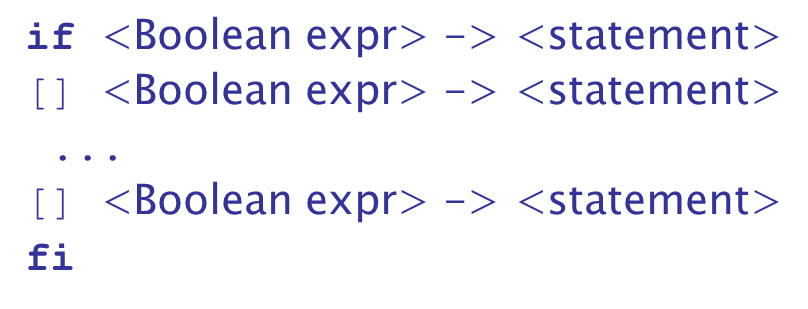 if <Boolean expr> -> <statement>
[] <Boolean expr> -> <statement>
...
[] <Boolean expr> -> <statement>
fi